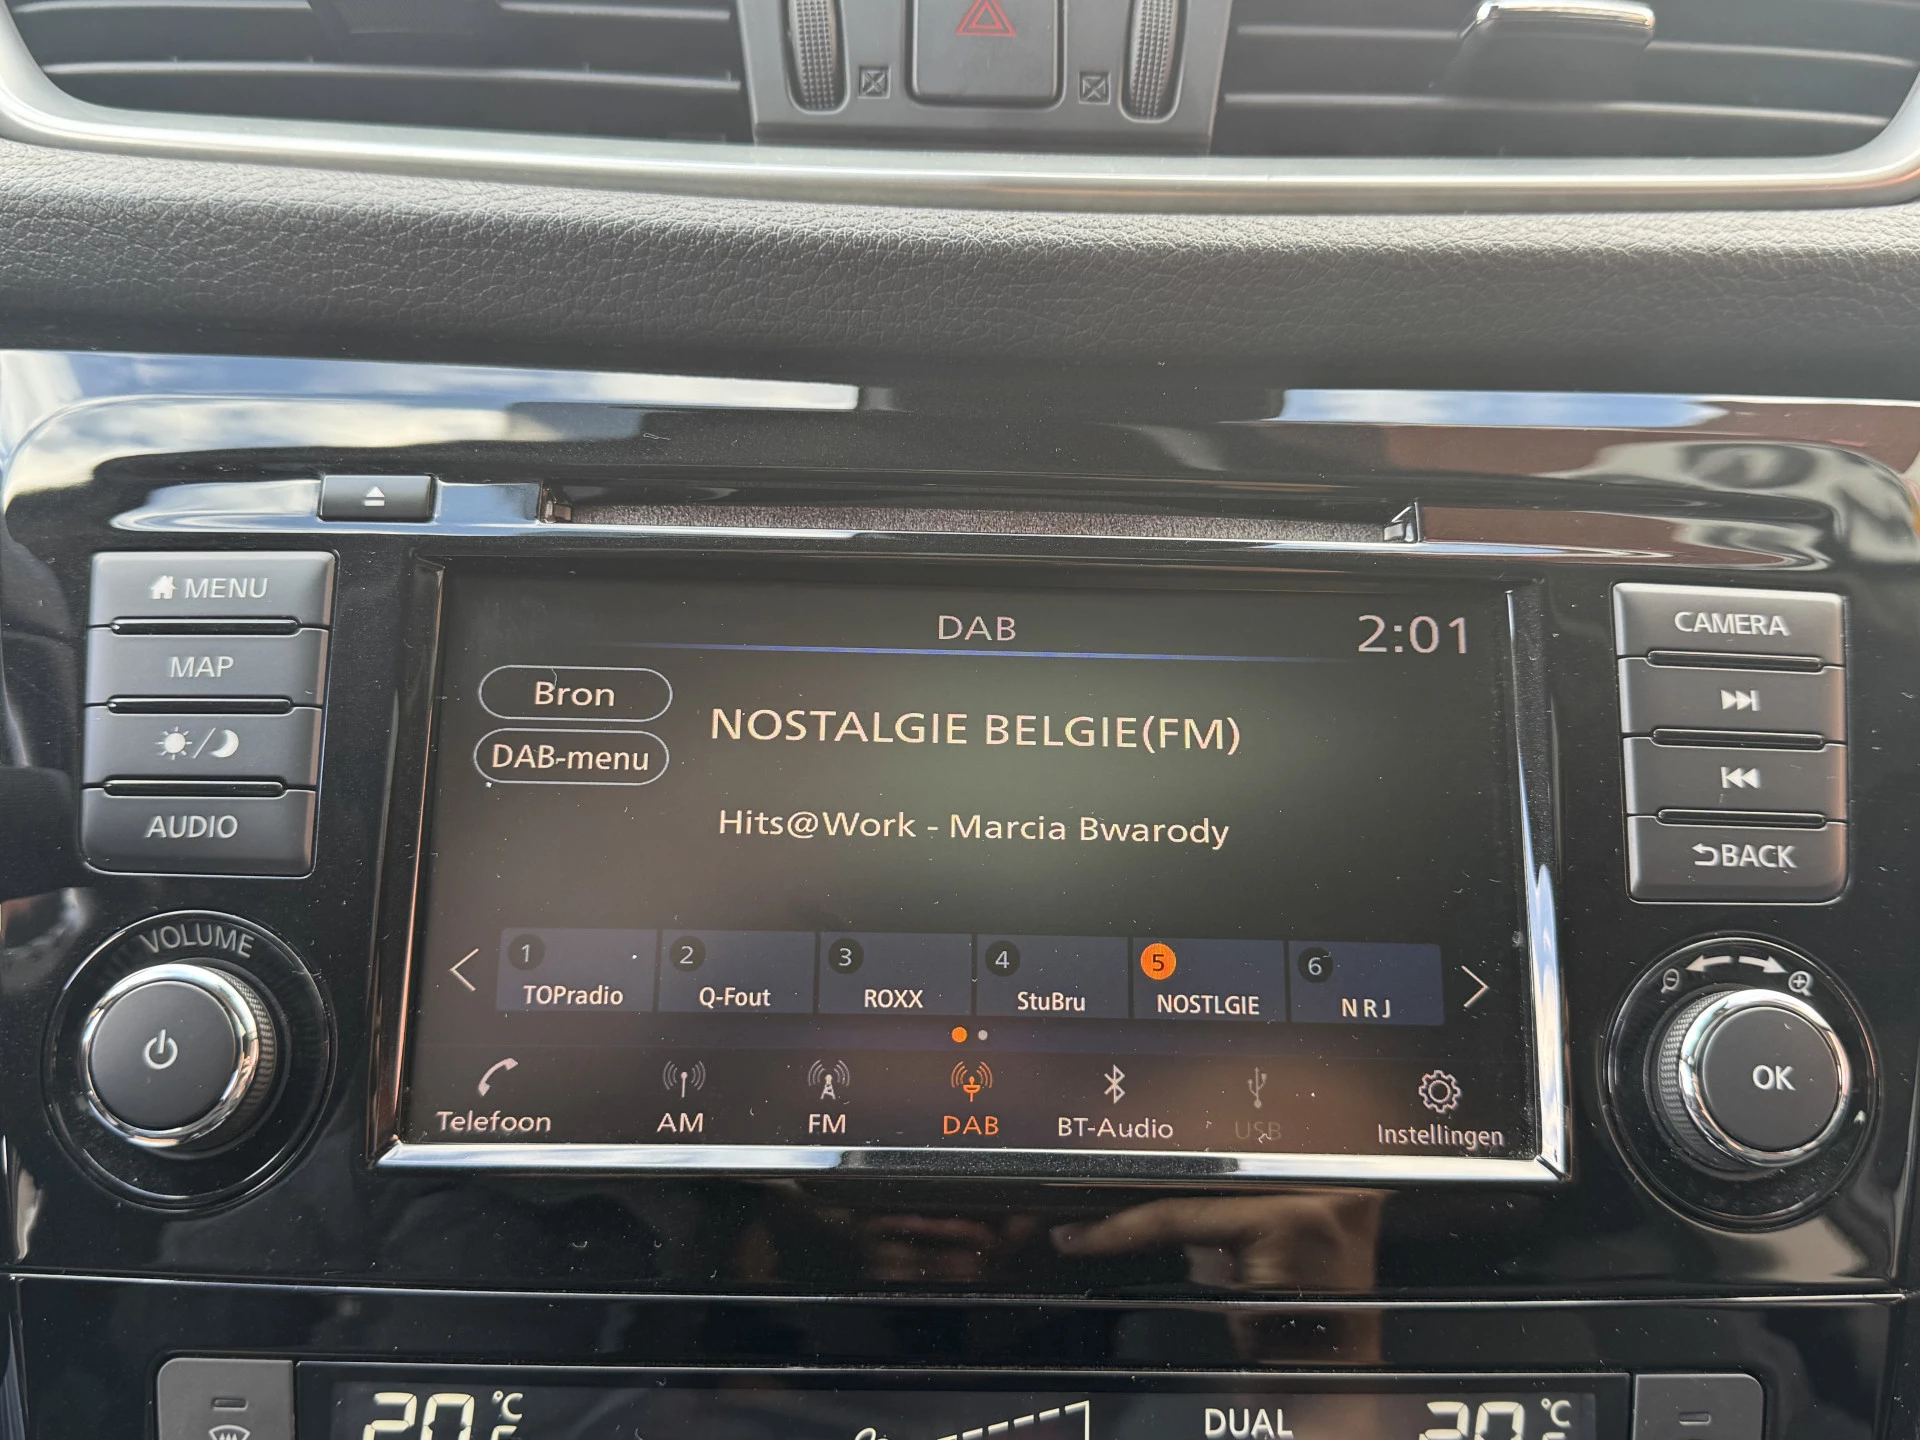 MENU
MAP
AUDIO
VOLUME
DAB
2:01
Bron
DAB-menu
NOSTALGIE BELGIE(FM)
Hits@Work - Marcia Bwarody
1 TOPradio
2 Q-Fout
3 ROXX
4 StuBru
5 NOSTLGIE
6 N R J
Telefoon
AM
FM
DAB
BT-Audio
USB
Instellingen
CAMERA
BACK
OK
20 °C
DUAL
20 °C